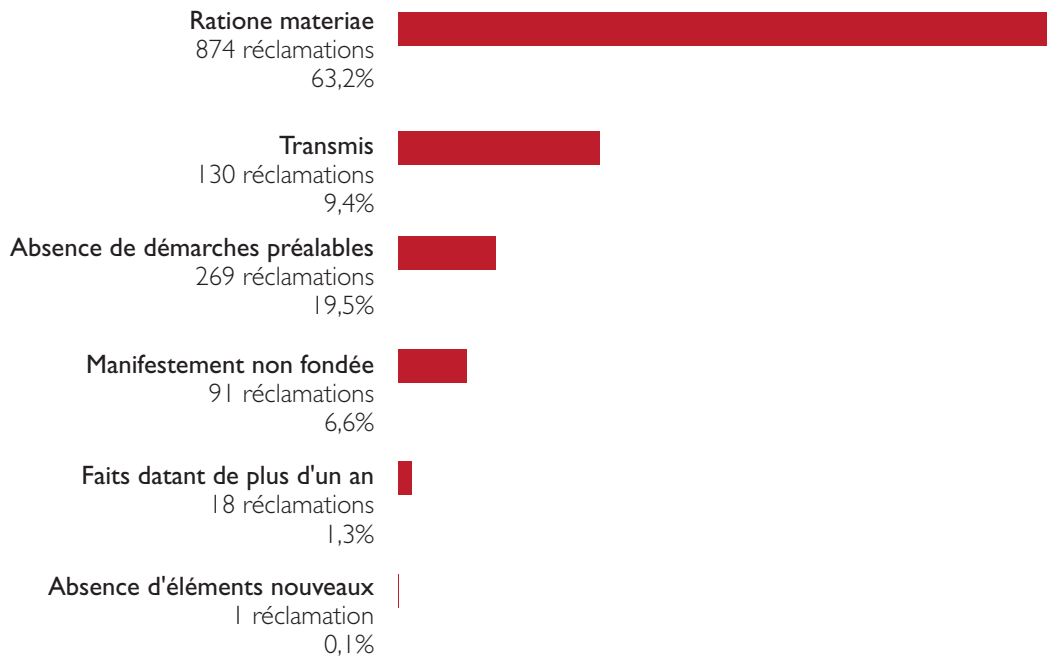 Ratione materiae
874 réclamations
63,2%
Transmis
130 réclamations
9,4%
Absence de démarches préalables
269 réclamations
19,5%
Manifestement non fondée
91 réclamations
6,6%
Faits datant de plus d'un an
18 réclamations
1,3%
Absence d'éléments nouveaux
1 réclamation
0,1%